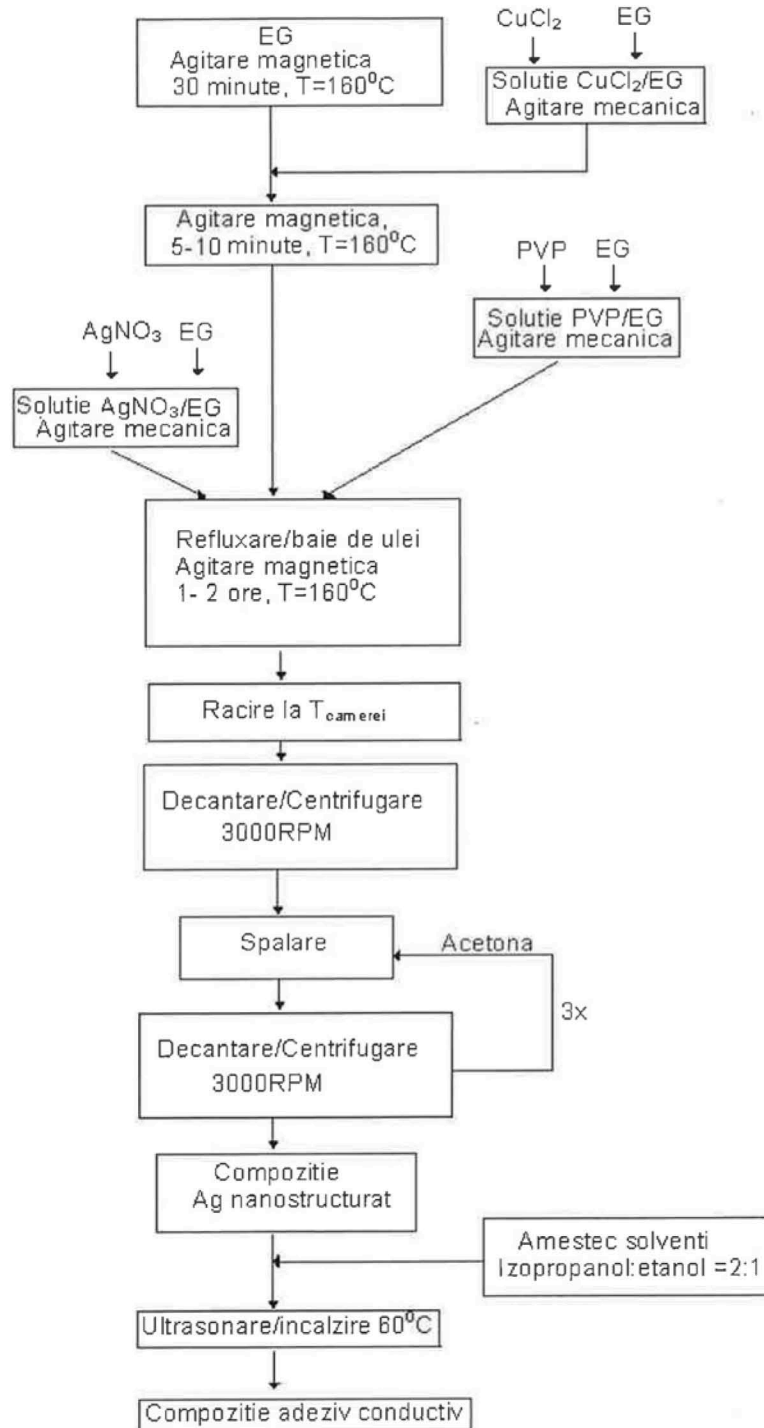 EG
Agitare magnetica
30 minute, T=160⁰C
CuCl₂ EG
Solutie CuCl₂/EG
Agitare mecanica
Agitare magnetica,
5-10 minute, T=160⁰C
PVP EG
Solutie PVP/EG
Agitare mecanica
AgNO₃ EG
Solutie AgNO₃/EG
Agitare mecanica
Refluxare/baie de ulei
Agitare magnetica
1- 2 ore, T=160⁰C
Racire la Tcamerei
Decantare/Centrifugare
3000RPM
Spalare
Acetona
3x
Decantare/Centrifugare
3000RPM
Compozitie
Ag nanostructurat
Amestec solventi
Izopropanol:etanol =2:1
Ultrasonare/incalzire 60⁰C
Compozitie adeziv conductiv